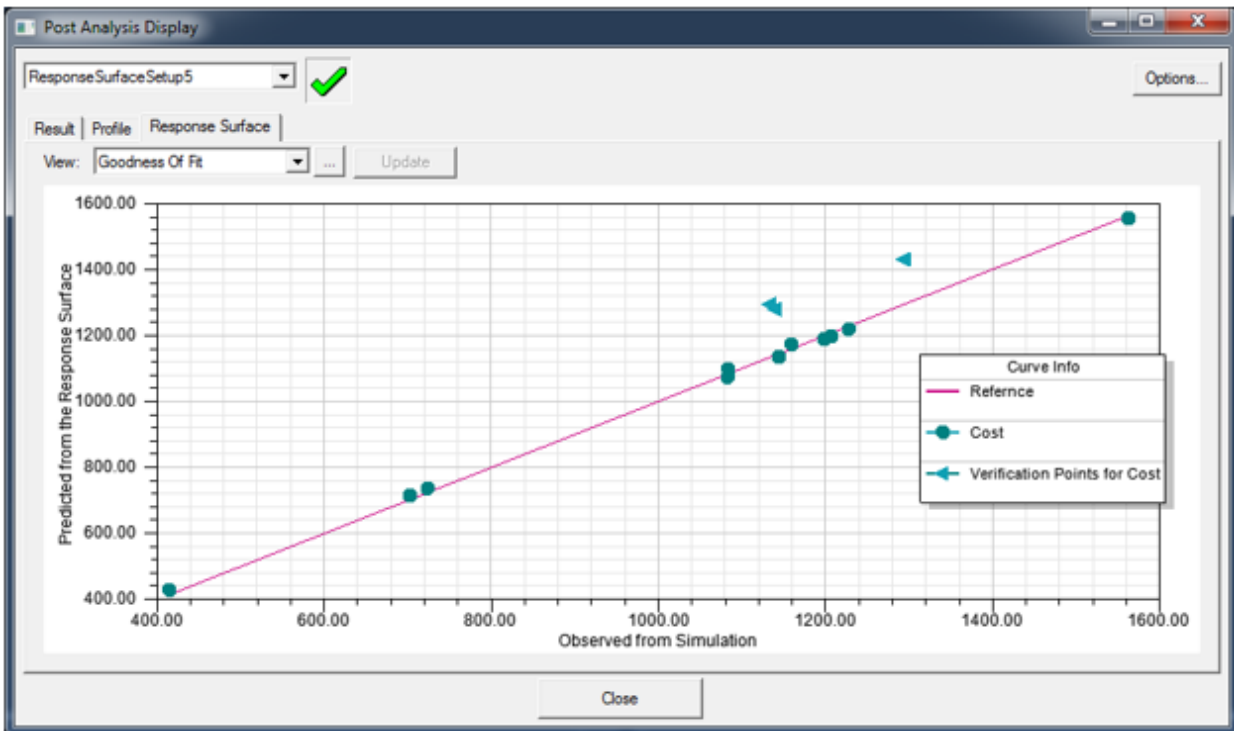 Post Analysis Display
ResponseSurfaceSetup5
Options...
Result Profile Response Surface
View: Goodness Of Fit ... Update
1600.00
1400.00
1200.00
1000.00
800.00
600.00
400.00
Predicted from the Response Surface
Curve Info
Refernce
Cost
Verification Points for Cost
400.00 600.00 800.00 1000.00 1200.00 1400.00 1600.00
Observed from Simulation
Close